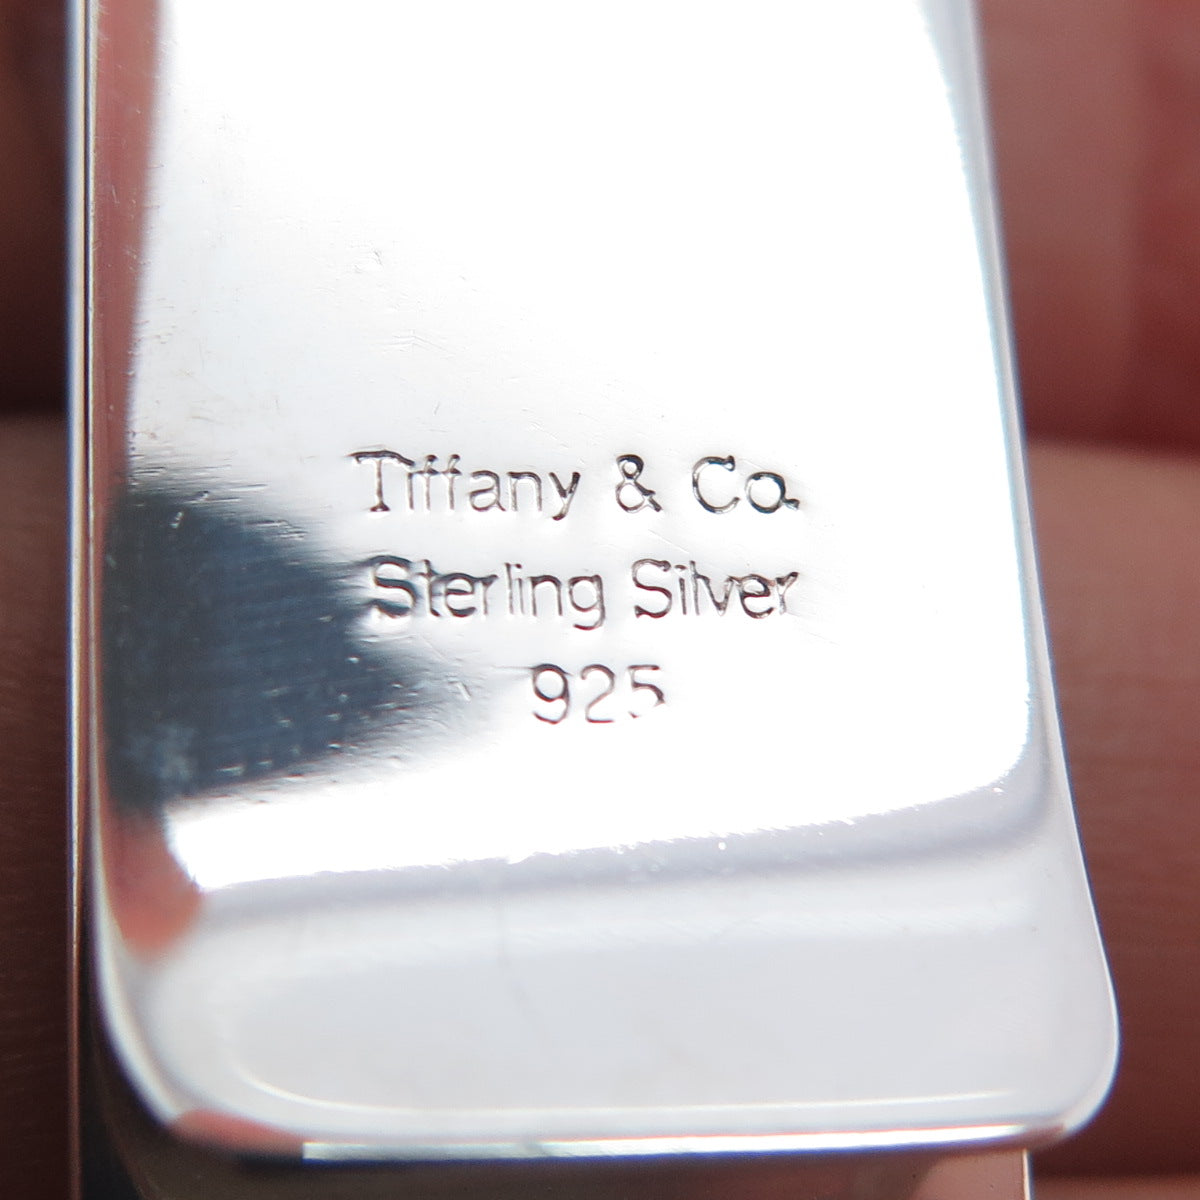 Tiffany & Co.
Sterling Silver
925